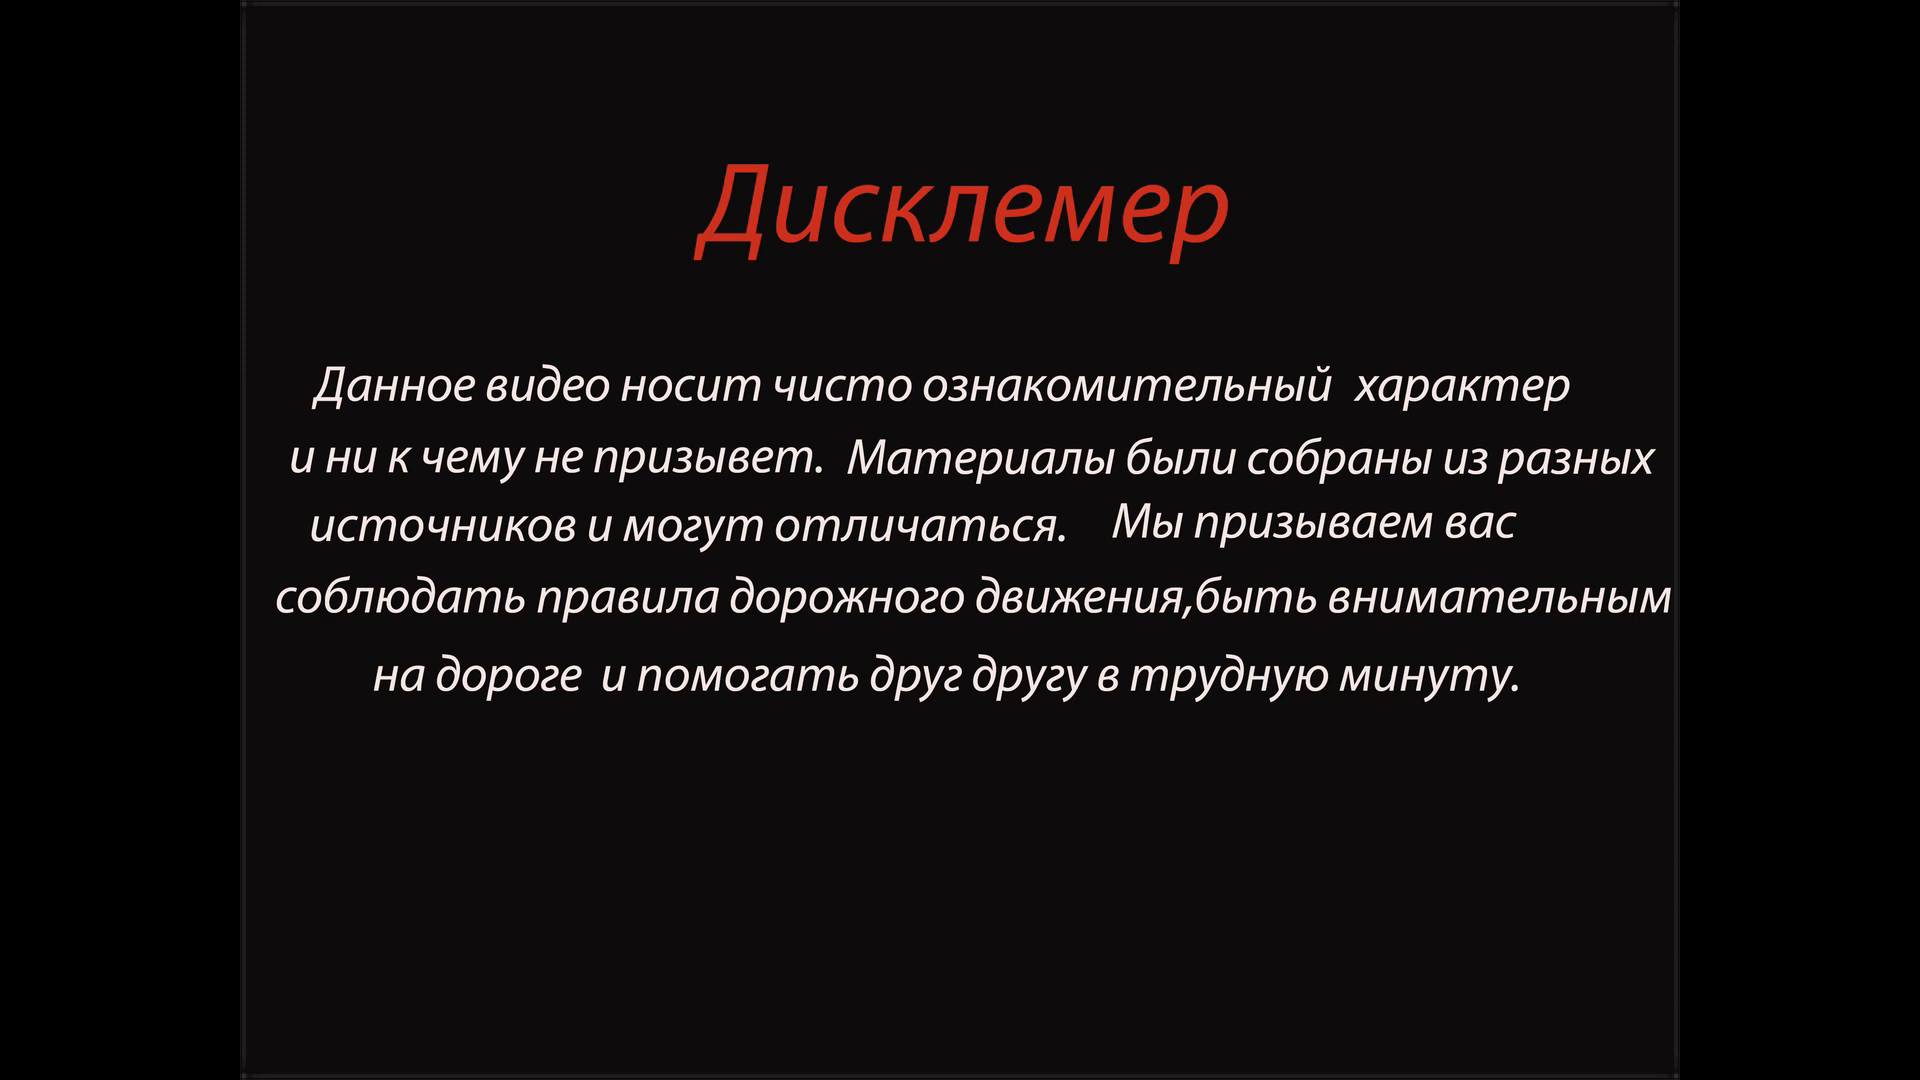 Дисклемер
Данное видео носит чисто ознакомительный характер
и ни к чему не призывет. Материалы были собраны из разных
источников и могут отличаться. Мы призываем вас
соблюдать правила дорожного движения,быть внимательным
на дороге и помогать друг другу в трудную минуту.